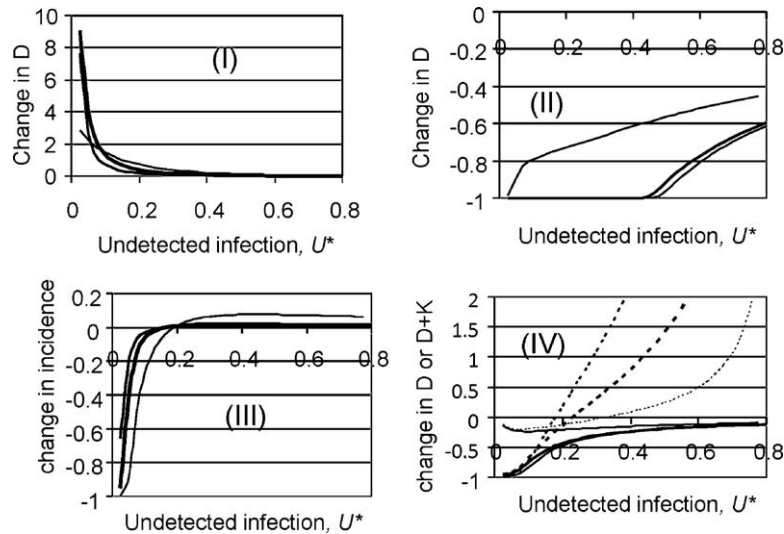 10
8
6
4
2
0
Change in D
(I)
0 0.2 0.4 0.6 0.8
Undetected infection, U*
0
-0.2
-0.4
-0.6
-0.8
-1
Change in D
0 0.2 0.4 0.6 0.8
(II)
Undetected infection, U*
0.2
0
-0.2
-0.4
-0.6
-0.8
-1
change in incidence
0 0.2 0.4 0.6 0.8
(III)
Undetected infection, U*
2
1.5
1
0.5
0
-0.5
-1
change in D or D+K
(IV)
0 0.2 0.4 0.6 0.8
Undetected infection, U*